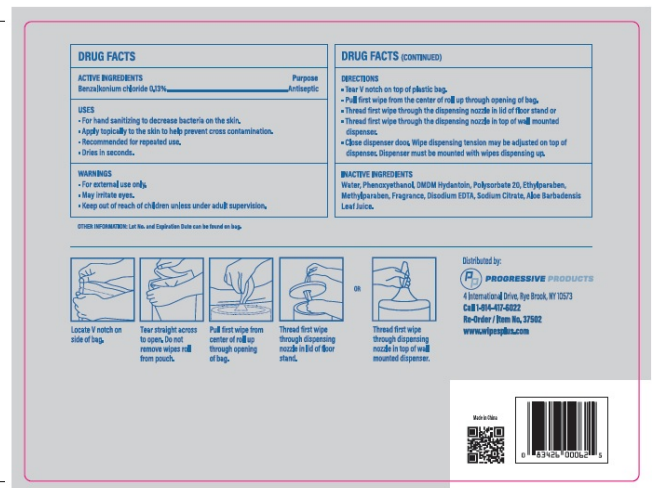 DRUG FACTS
ACTIVE INGREDIENTS Purpose
Benzalkonium chloride 0.13% Antiseptic
USES
• For hand sanitizing to decrease bacteria on the skin.
• Apply topically to the skin to help prevent cross contamination.
• Recommended for repeated use.
• Dries in seconds.
WARNINGS
• For external use only.
• May irritate eyes.
• Keep out of reach of children unless under adult supervision.
OTHER INFORMATION: Lot No. and Expiration Date can be found on bag.
DRUG FACTS (CONTINUED)
DIRECTIONS
• Tear V notch on top of plastic bag.
• Pull first wipe from the center of roll up through opening of bag.
• Thread first wipe through the dispensing nozzle in lid of floor stand or
• Thread first wipe through the dispensing nozzle in top of wall mounted
dispenser.
• Close dispenser door. Wipe dispensing tension may be adjusted on top of
dispenser. Dispenser must be mounted with wipes dispensing up.
INACTIVE INGREDIENTS
Water, Phenoxyethanol, DMDM Hydantoin, Polysorbate 20, Ethylparaben,
Methylparaben, Fragrance, Disodium EDTA, Sodium Citrate, Aloe Barbadensis
Leaf Juice.
Locate V notch on
side of bag.
Tear straight across
to open. Do not
remove wipes roll
from pouch.
Pull first wipe from
center of roll up
through opening
of bag.
Thread first wipe
through dispensing
nozzle in lid of floor
stand.
OR
Thread first wipe
through dispensing
nozzle in top of wall
mounted dispenser.
Distributed by:
PP PROGRESSIVE PRODUCTS
4 International Drive, Rye Brook, NY 10573
Call 1-914-417-6022
Re-Order / Item No. 37502
www.wipesplus.com
Made in China
0 83426 00062 5